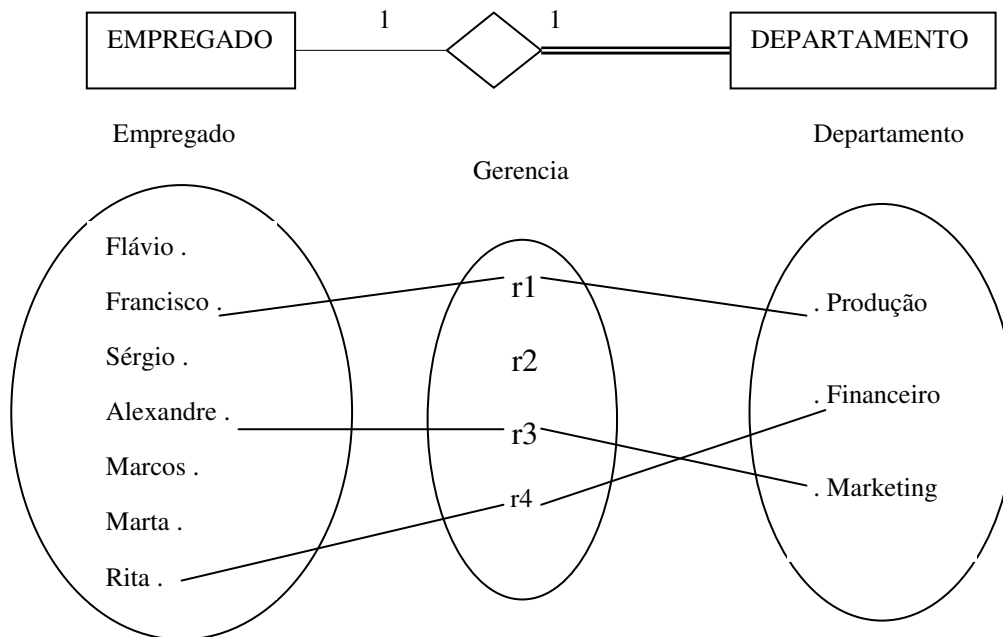 1 1
EMPREGADO DEPARTAMENTO
Empregado Departamento
Gerencia
Flávio .
r1
Francisco . . Produção
Sérgio . r2
. Financeiro
Alexandre .
r3
Marcos .
. Marketing
r4
Marta .
Rita .